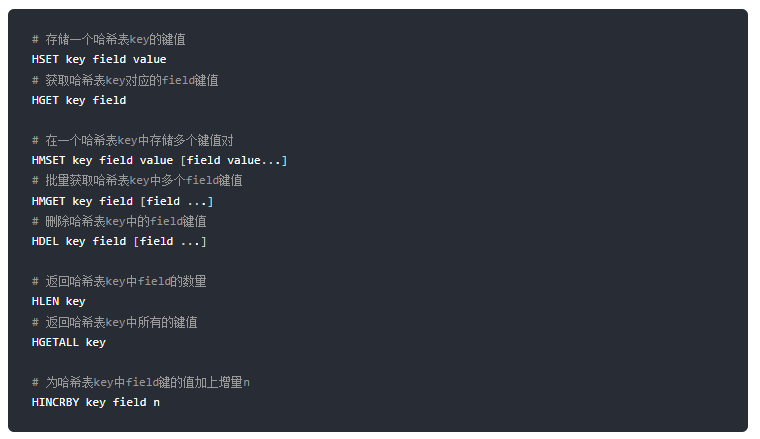 # 存储一个哈希表key的键值
HSET key field value
# 获取哈希表key对应的field键值
HGET key field
# 在一个哈希表key中存储多个键值对
HMSET key field value [field value...]
# 批量获取哈希表key中多个field键值
HMGET key field [field ...]
# 删除哈希表key中的field键值
HDEL key field [field ...]
# 返回哈希表key中field的数量
HLEN key
# 返回哈希表key中所有的键值
HGETALL key
# 为哈希表key中field键的值加上增量n
HINCRBY key field n